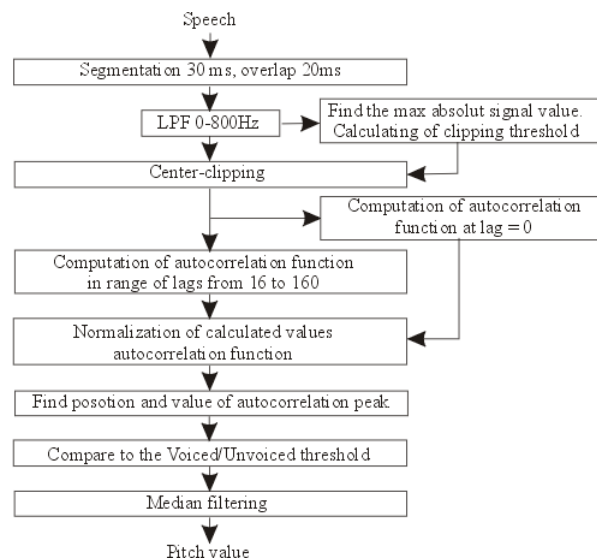 Speech
Segmentation 30 ms, overlap 20ms
LPF 0-800Hz
Find the max absolut signal value.
Calculating of clipping threshold
Center-clipping
Computation of autocorrelation
function at lag = 0
Computation of autocorrelation function
in range of lags from 16 to 160
Normalization of calculated values
autocorrelation function
Find posotion and value of autocorrelation peak
Compare to the Voiced/Unvoiced threshold
Median filtering
Pitch value